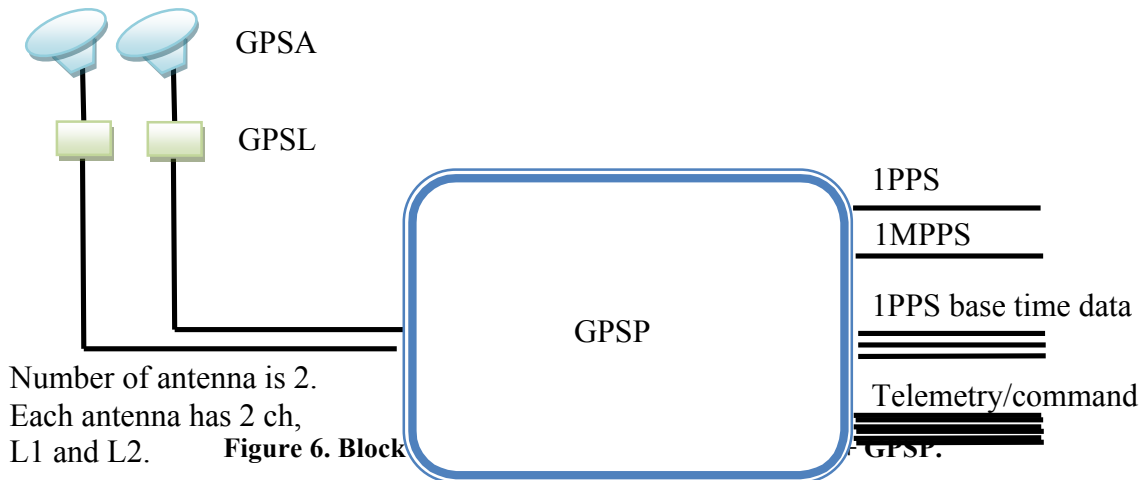 GPSA
GPSL
1PPS
1MPPS
1PPS base time data
GPSP
Telemetry/command
Number of antenna is 2.
Each antenna has 2 ch,
L1 and L2.
Figure 6. Block GPSP.